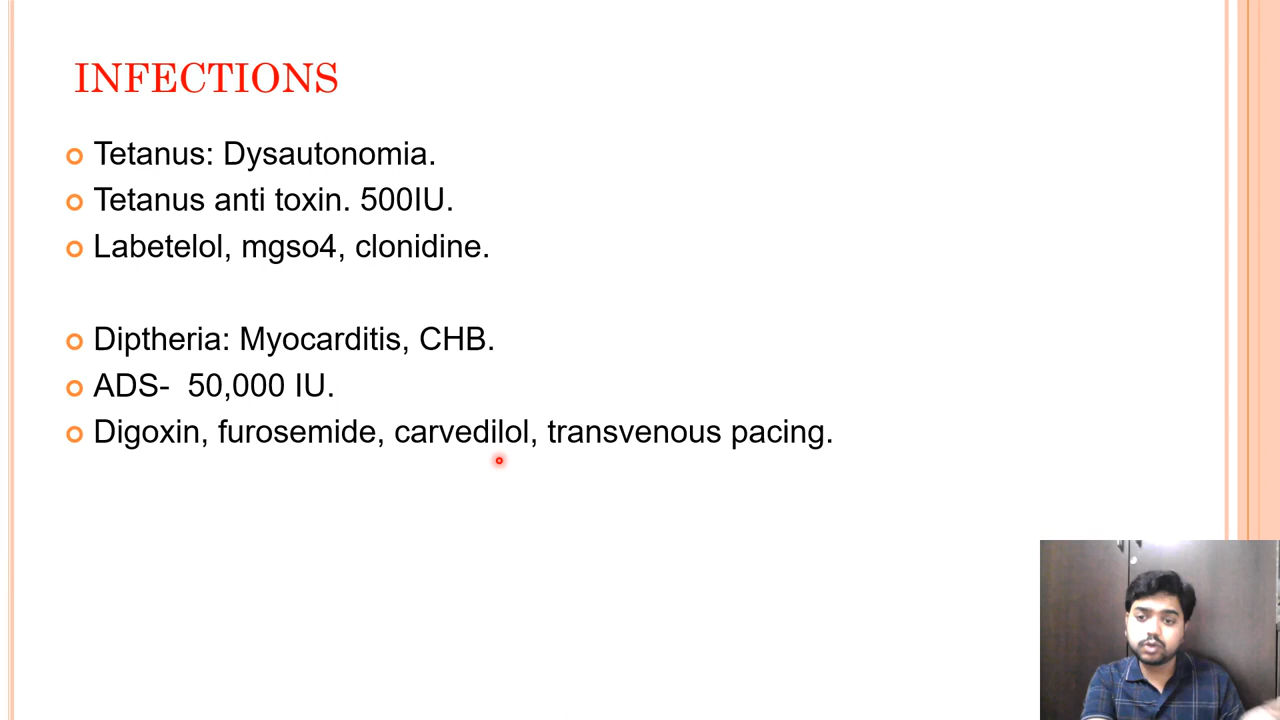 INFECTIONS
Tetanus: Dysautonomia.
Tetanus anti toxin. 500IU.
Labetelol, mgso4, clonidine.
Diptheria: Myocarditis, CHB.
ADS- 50,000 IU.
Digoxin, furosemide, carvedilol, transvenous pacing.